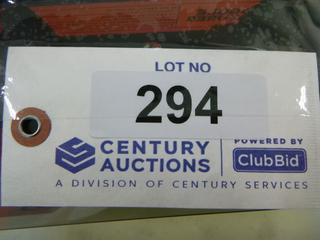 LOT NO
294
CENTURY
AUCTIONS
POWERED BY
ClubBid
A DIVISION OF CENTURY SERVICES